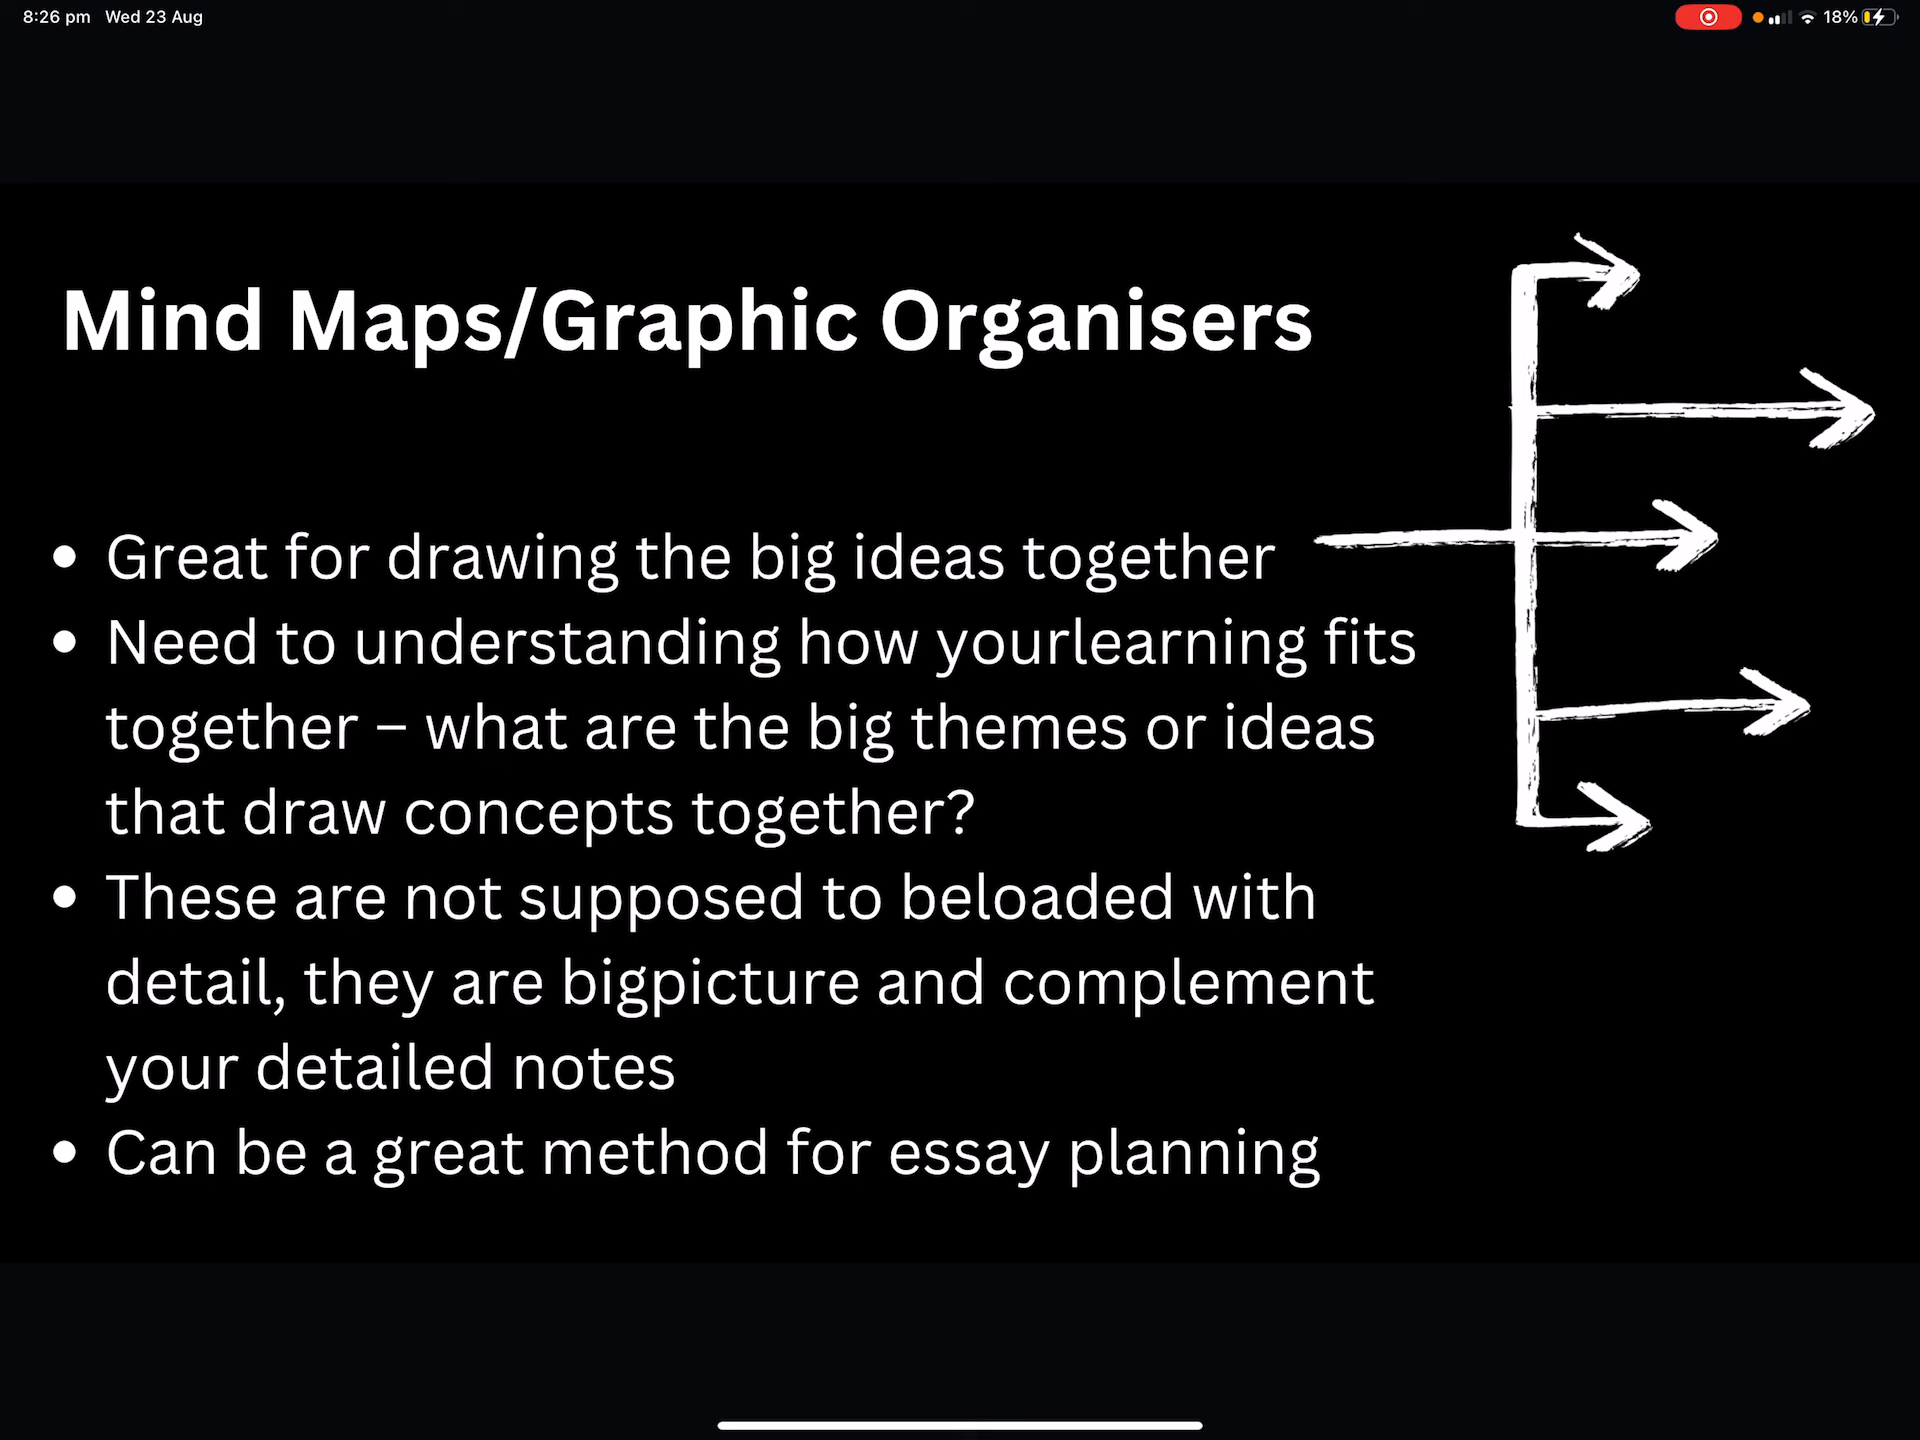 8:26 pm Wed 23 Aug
18%
Mind Maps/Graphic Organisers
• Great for drawing the big ideas together
• Need to understanding how yourlearning fits
together – what are the big themes or ideas
that draw concepts together?
• These are not supposed to beloaded with
detail, they are bigpicture and complement
your detailed notes
• Can be a great method for essay planning